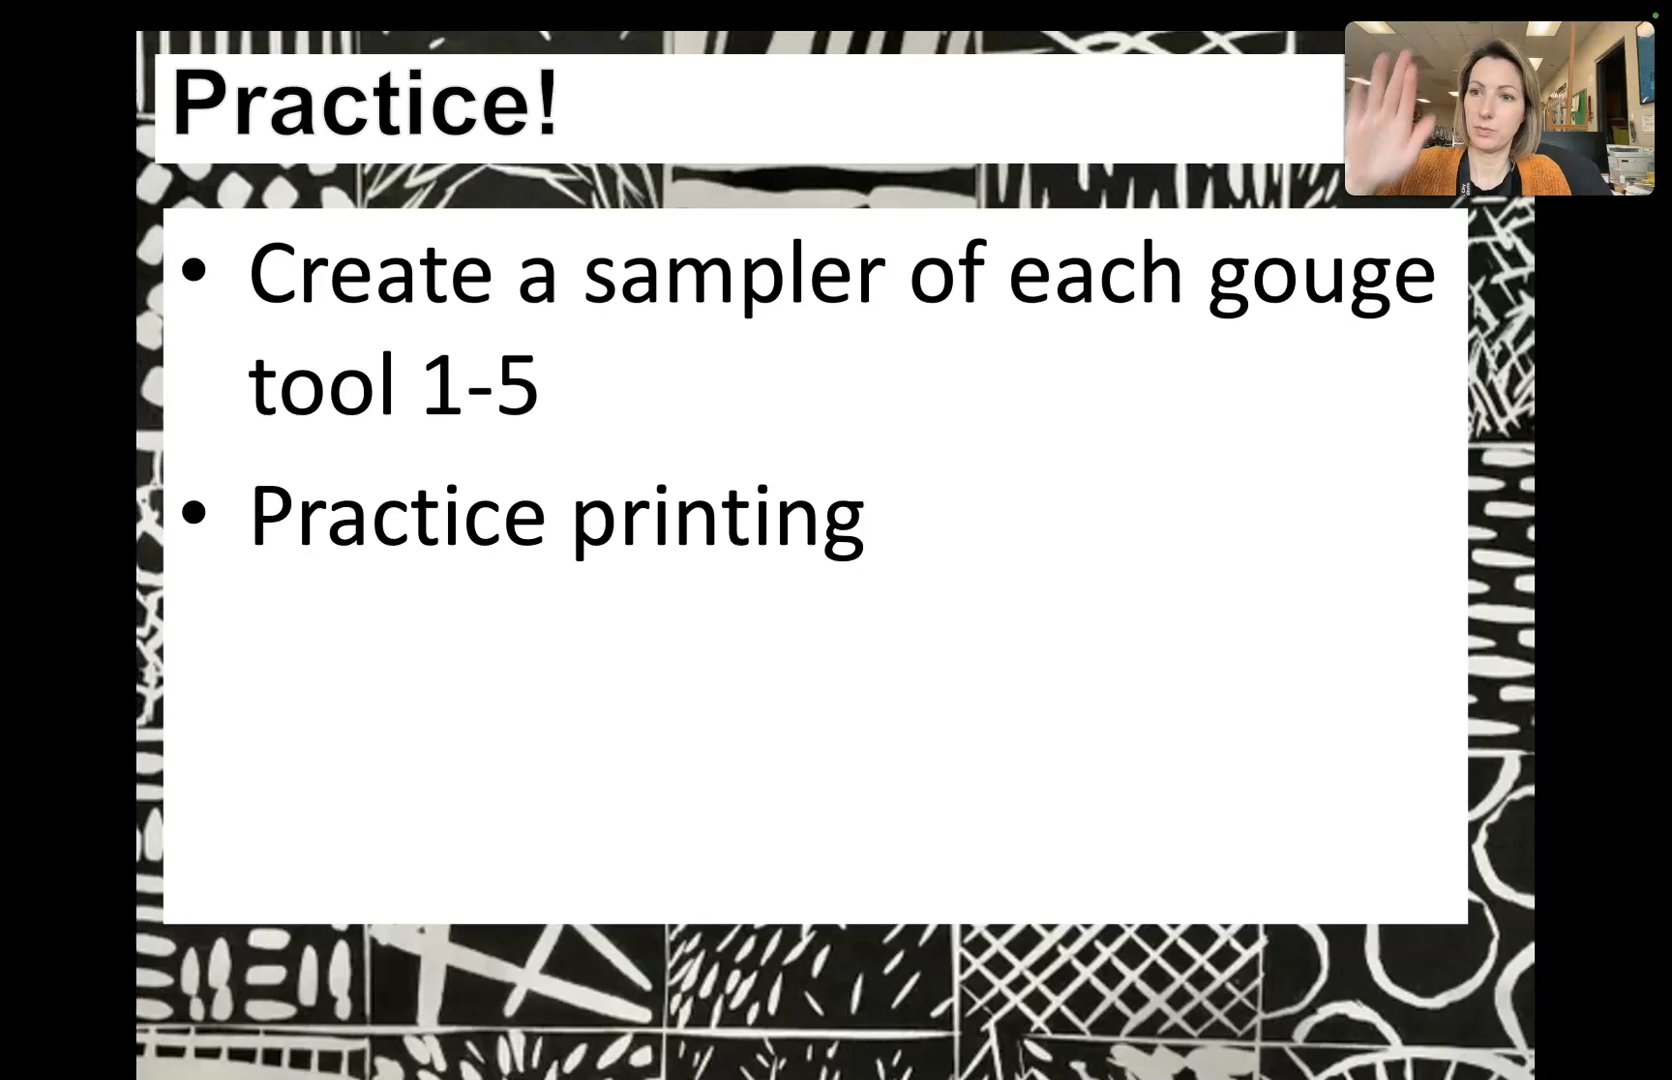 Practice!
• Create a sampler of each gouge
tool 1-5
• Practice printing